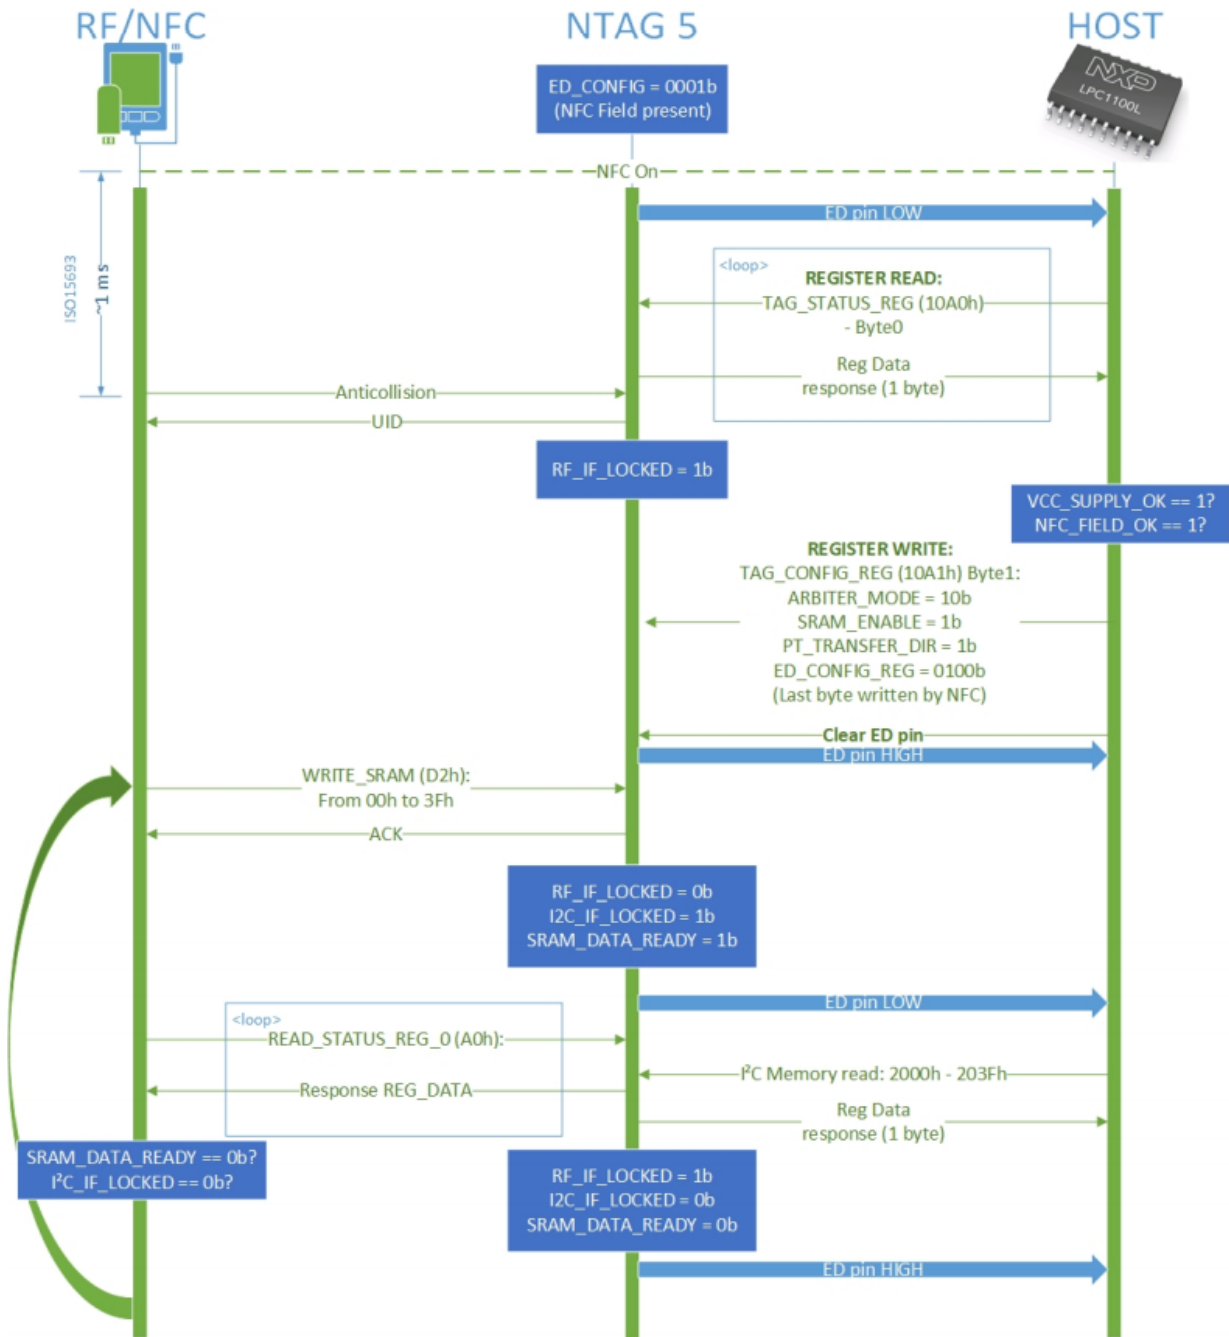 RF/NFC
NTAG 5
HOST
NXP
LPC1100L
ED_CONFIG = 0001b
(NFC Field present)
NFC On
ED pin LOW
ISO15693
~1 ms
<loop>
REGISTER READ:
TAG_STATUS_REG (10A0h)
- Byte0
Reg Data
response (1 byte)
Anticollision
UID
RF_IF_LOCKED = 1b
VCC_SUPPLY_OK == 1?
NFC_FIELD_OK == 1?
REGISTER WRITE:
TAG_CONFIG_REG (10A1h) Byte1:
ARBITER_MODE = 10b
SRAM_ENABLE = 1b
PT_TRANSFER_DIR = 1b
ED_CONFIG_REG = 0100b
(Last byte written by NFC)
Clear ED pin
ED pin HIGH
WRITE_SRAM (D2h):
From 00h to 3Fh
ACK
RF_IF_LOCKED = 0b
I2C_IF_LOCKED = 1b
SRAM_DATA_READY = 1b
ED pin LOW
<loop>
READ_STATUS_REG_0 (A0h):
Response REG_DATA
I²C Memory read: 2000h - 203Fh
Reg Data
response (1 byte)
SRAM_DATA_READY == 0b?
I²C_IF_LOCKED == 0b?
RF_IF_LOCKED = 1b
I2C_IF_LOCKED = 0b
SRAM_DATA_READY = 0b
ED pin HIGH